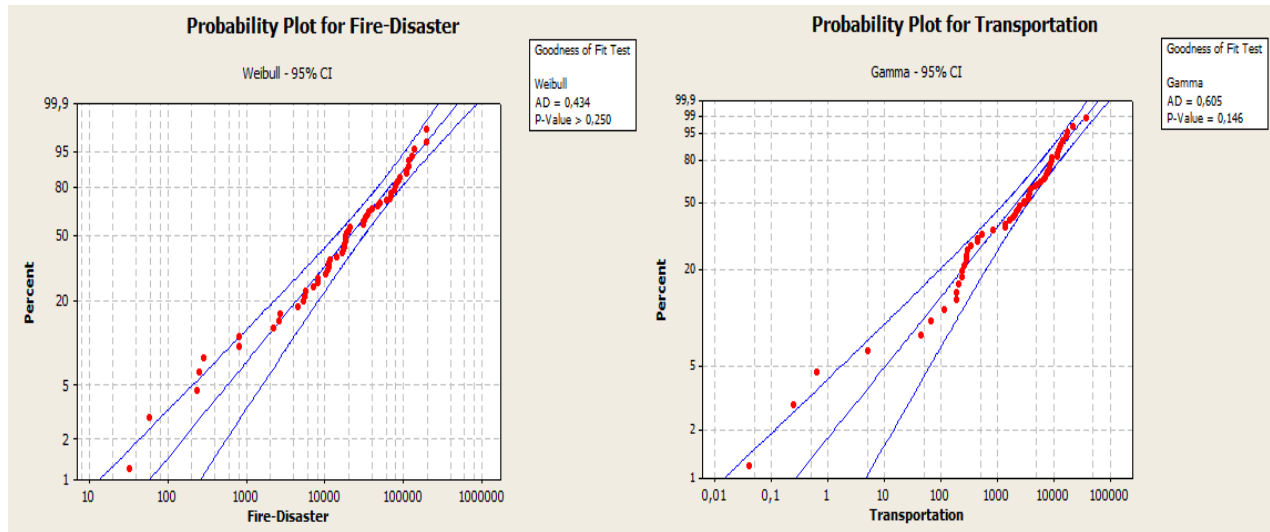 Probability Plot for Fire-Disaster
Weibull - 95% CI
Goodness of Fit Test
Weibull
AD = 0,434
P-Value > 0,250
99,9
95
80
50
20
5
2
1
Percent
10
100
1000
10000
100000
1000000
Fire-Disaster
Probability Plot for Transportation
Gamma - 95% CI
Goodness of Fit Test
Gamma
AD = 0,605
P-Value = 0,146
99,9
99
95
80
50
20
5
2
1
Percent
0,01
0,1
1
10
100
1000
10000
100000
Transportation